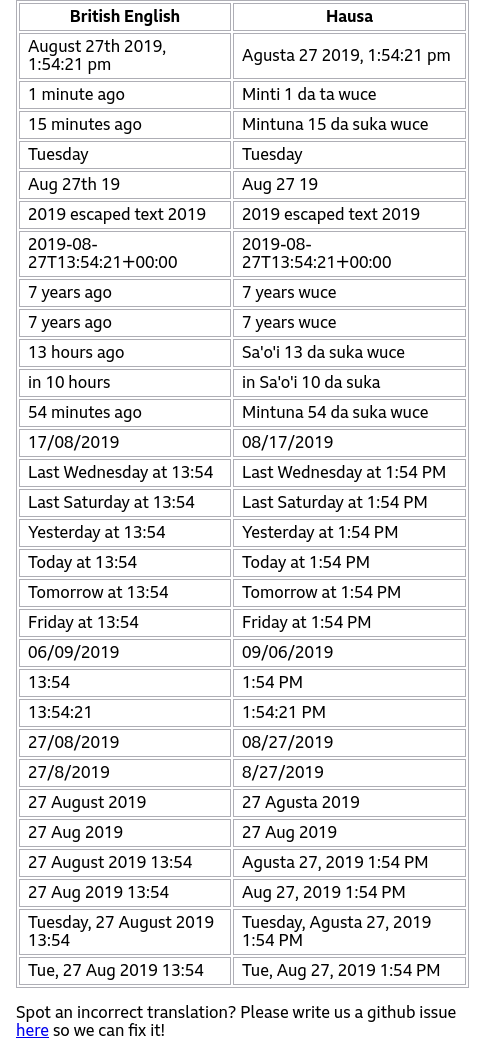 British English Hausa
August 27th 2019,
1:54:21 pm Agusta 27 2019, 1:54:21 pm
1 minute ago Minti 1 da ta wuce
15 minutes ago Mintuna 15 da suka wuce
Tuesday Tuesday
Aug 27th 19 Aug 27 19
2019 escaped text 2019 2019 escaped text 2019
2019-08- 2019-08-
27T13:54:21+00:00 27T13:54:21+00:00
7 years ago 7 years wuce
7 years ago 7 years wuce
13 hours ago Sa'o'i 13 da suka wuce
in 10 hours in Sa'o'i 10 da suka
54 minutes ago Mintuna 54 da suka wuce
17/08/2019 08/17/2019
Last Wednesday at 13:54 Last Wednesday at 1:54 PM
Last Saturday at 13:54 Last Saturday at 1:54 PM
Yesterday at 13:54 Yesterday at 1:54 PM
Today at 13:54 Today at 1:54 PM
Tomorrow at 13:54 Tomorrow at 1:54 PM
Friday at 13:54 Friday at 1:54 PM
06/09/2019 09/06/2019
13:54 1:54 PM
13:54:21 1:54:21 PM
27/08/2019 08/27/2019
27/8/2019 8/27/2019
27 August 2019 27 Agusta 2019
27 Aug 2019 27 Aug 2019
27 August 2019 13:54 Agusta 27, 2019 1:54 PM
27 Aug 2019 13:54 Aug 27, 2019 1:54 PM
Tuesday, 27 August 2019 Tuesday, Agusta 27, 2019
13:54 1:54 PM
Tue, 27 Aug 2019 13:54 Tue, Aug 27, 2019 1:54 PM
Spot an incorrect translation? Please write us a github issue
here so we can fix it!